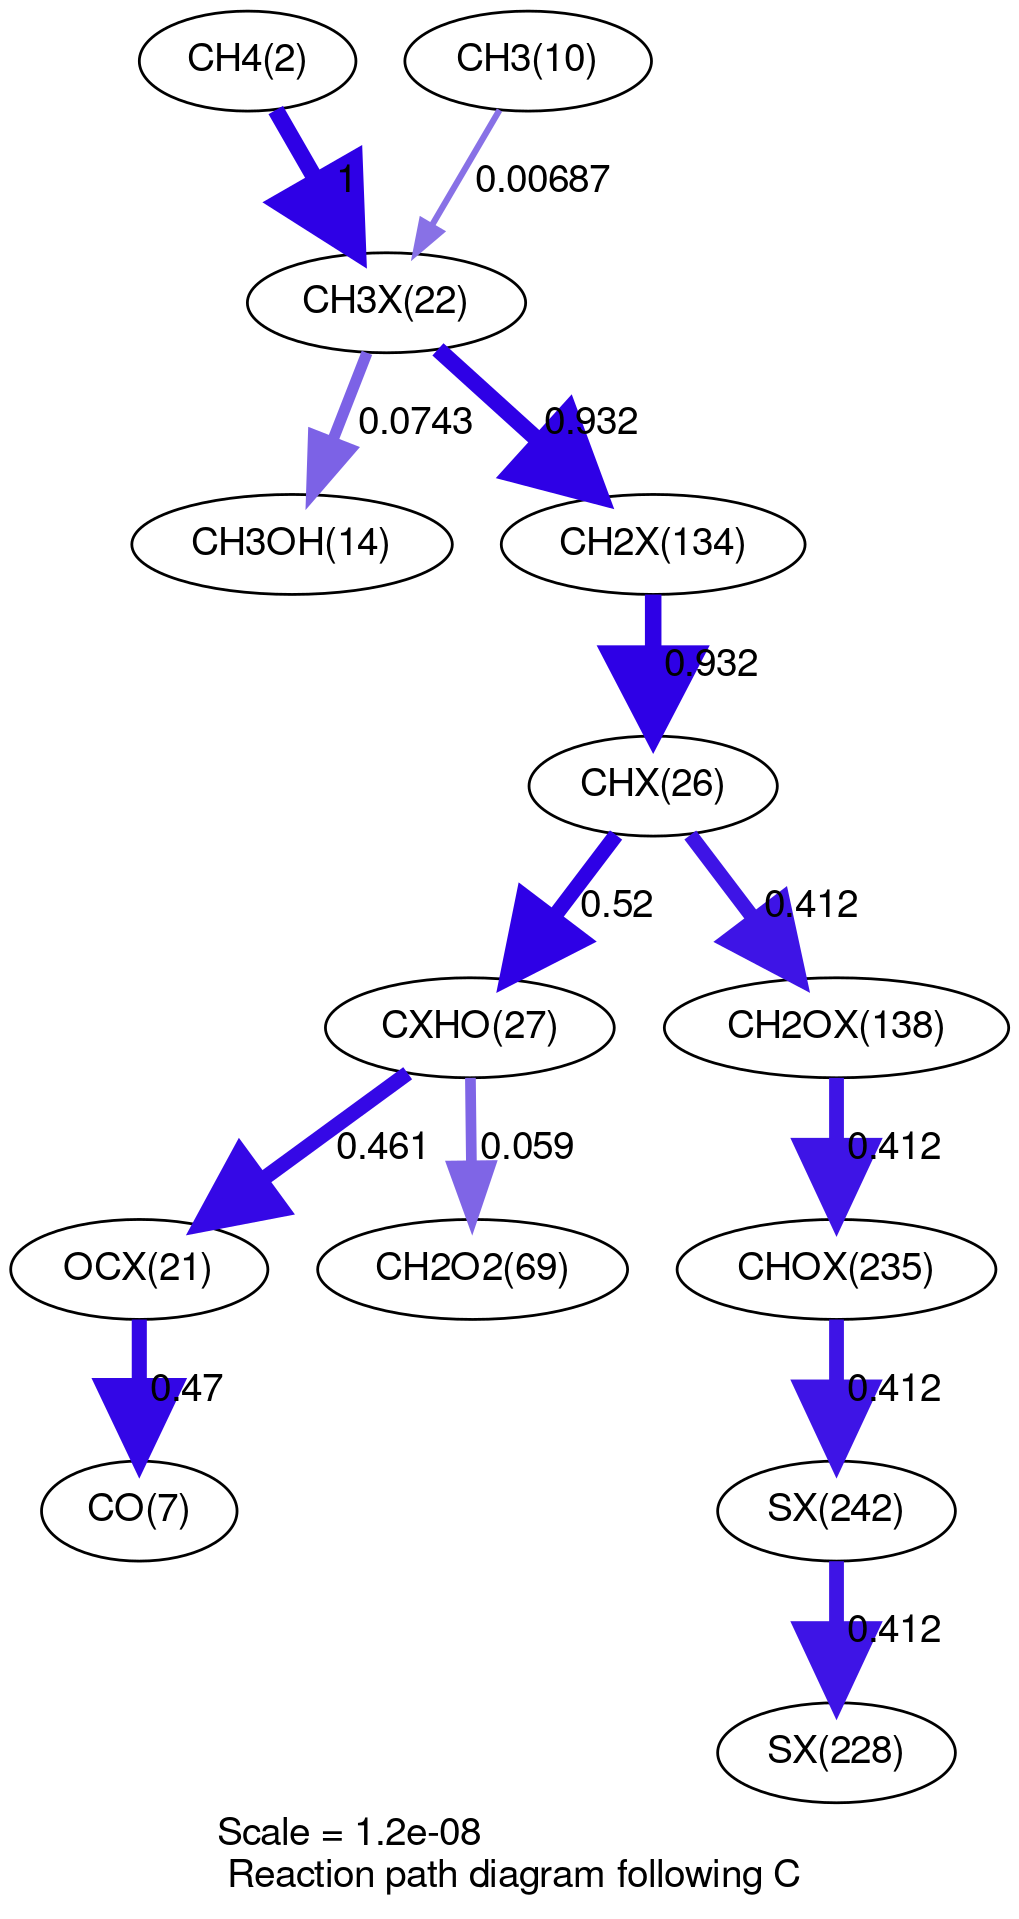 CH4(2)
CH3(10)
1
0.00687
CH3X(22)
0.0743
0.932
CH3OH(14)
CH2X(134)
0.932
CHX(26)
0.52
0.412
CXHO(27)
CH2OX(138)
0.461
0.059
0.412
OCX(21)
CH2O2(69)
CHOX(235)
0.47
0.412
CO(7)
SX(242)
0.412
SX(228)
Scale = 1.2e-08
Reaction path diagram following C